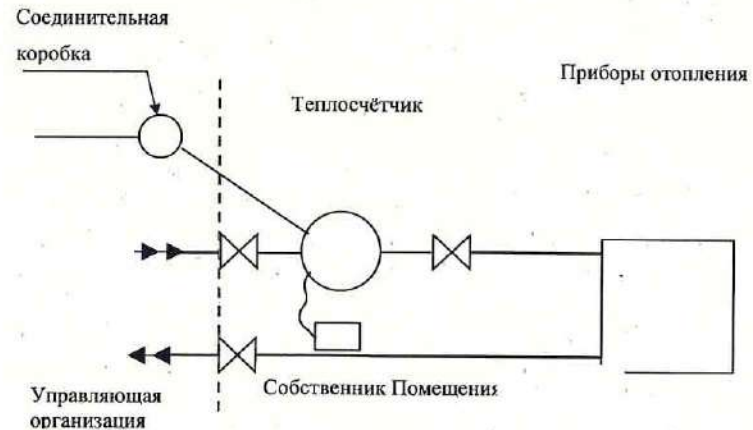 Соединительная
коробка
Приборы отопления
Теплосчётчик
Собственник Помещения
Управляющая
организация